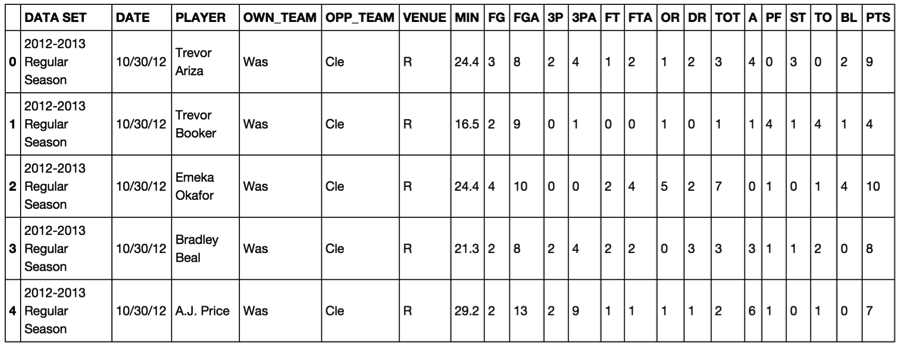 DATA SET DATE PLAYER OWN_TEAM OPP_TEAM VENUE MIN FG FGA 3P 3PA FT FTA OR DR TOT A PF ST TO BL PTS
0 2012-2013 Regular Season 10/30/12 Trevor Ariza Was Cle R 24.4 3 8 2 4 1 2 1 2 3 4 0 3 0 2 9
1 2012-2013 Regular Season 10/30/12 Trevor Booker Was Cle R 16.5 2 9 0 1 0 0 1 0 1 1 4 1 4 1 4
2 2012-2013 Regular Season 10/30/12 Emeka Okafor Was Cle R 24.4 4 10 0 0 2 4 5 2 7 0 1 0 1 4 10
3 2012-2013 Regular Season 10/30/12 Bradley Beal Was Cle R 21.3 2 8 2 4 2 2 0 3 3 3 1 1 2 0 8
4 2012-2013 Regular Season 10/30/12 A.J. Price Was Cle R 29.2 2 13 2 9 1 1 1 1 2 6 1 0 1 0 7